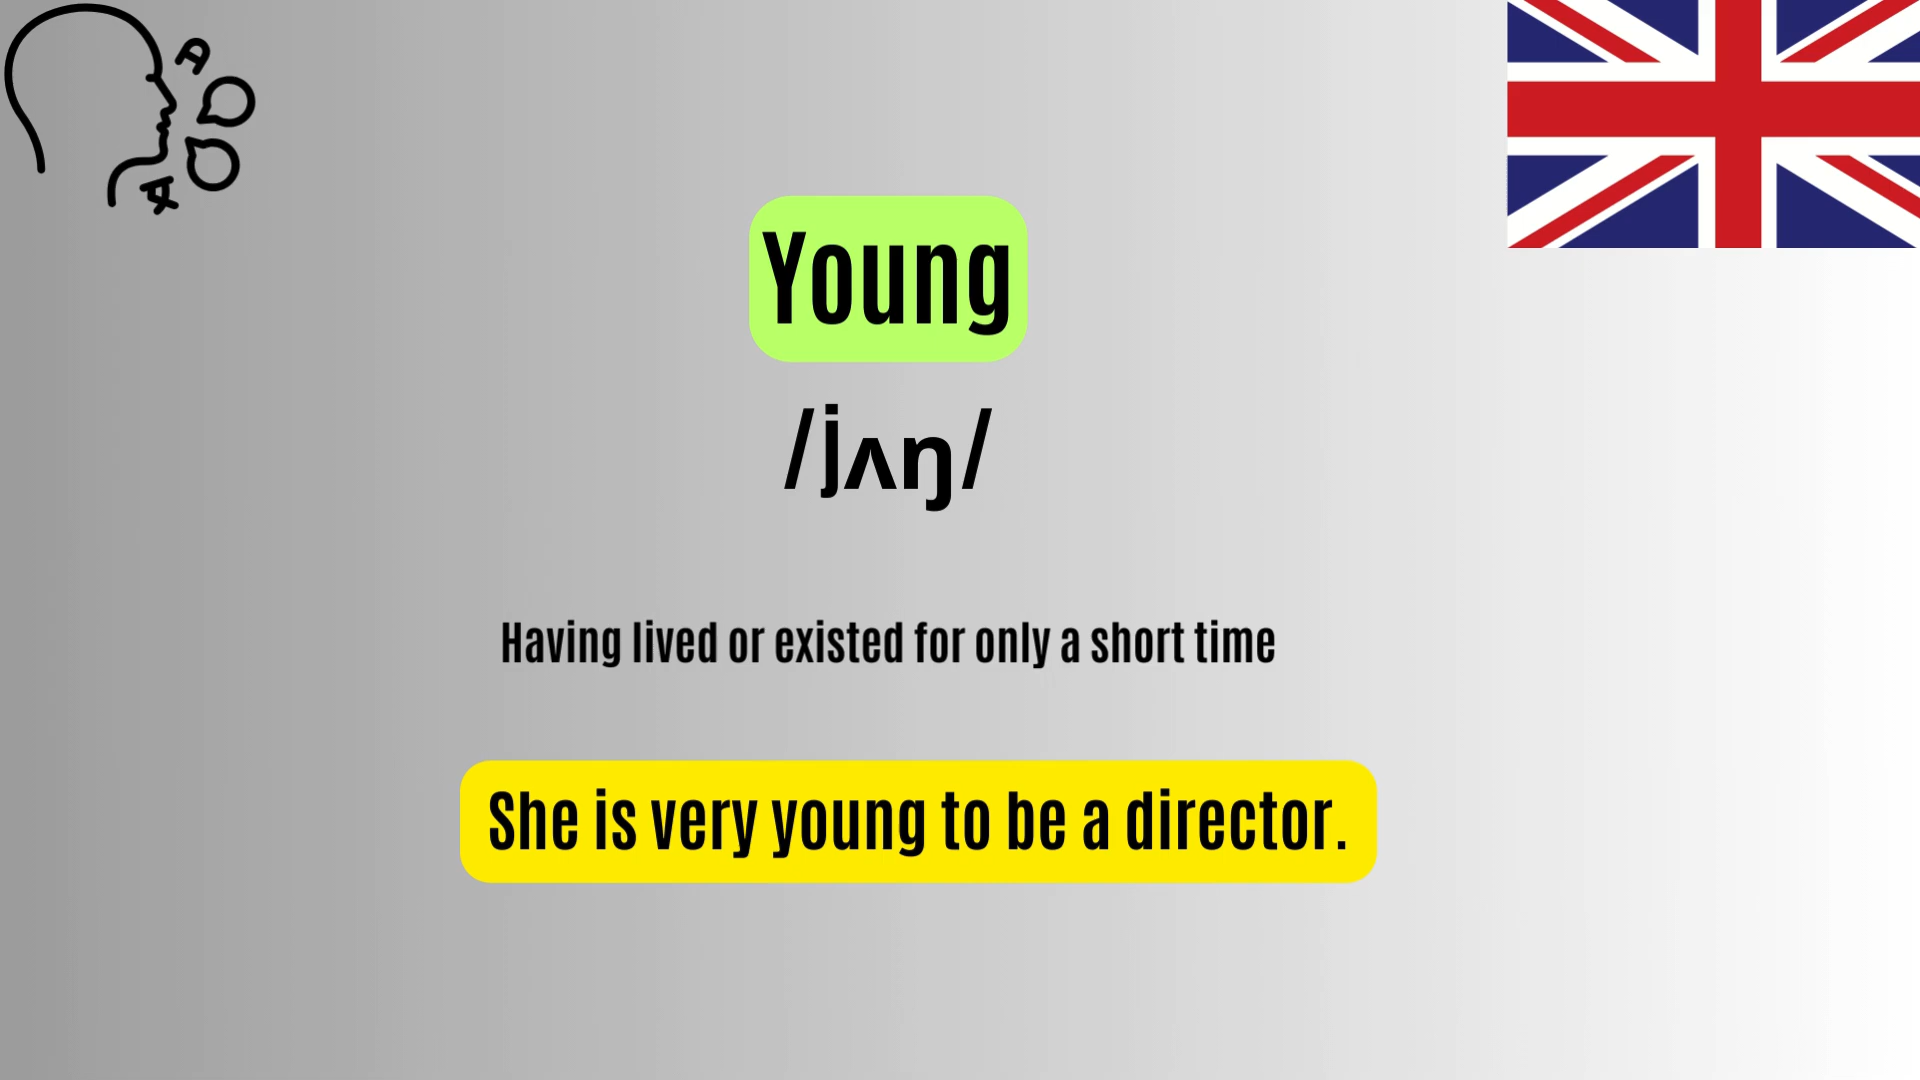 Young
/jʌŋ/
Having lived or existed for only a short time
She is very young to be a director.